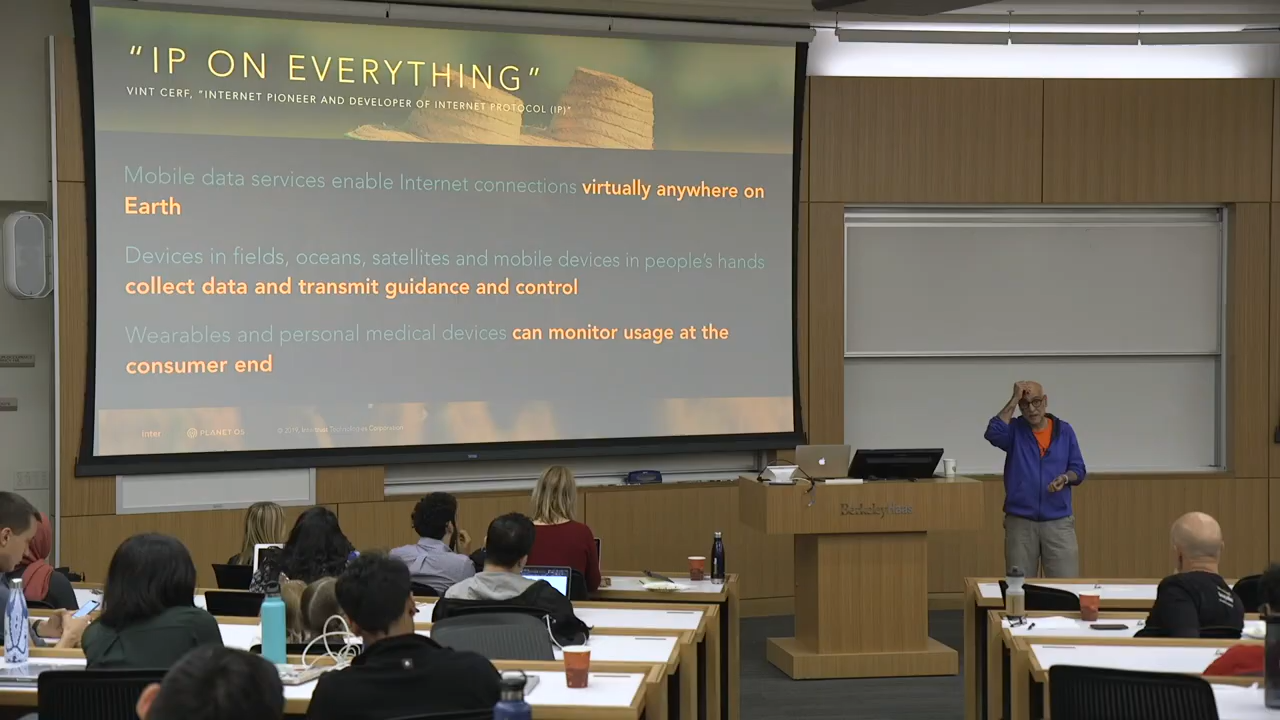 “IP ON EVERYTHING”
VINT CERF, “INTERNET PIONEER AND DEVELOPER OF INTERNET PROTOCOL (IP)”
Mobile data services enable Internet connections virtually anywhere on
Earth
Devices in fields, oceans, satellites and mobile devices in people’s hands
collect data and transmit guidance and control
Wearables and personal medical devices can monitor usage at the
consumer end
PLANET OS
BerkeleyHaas